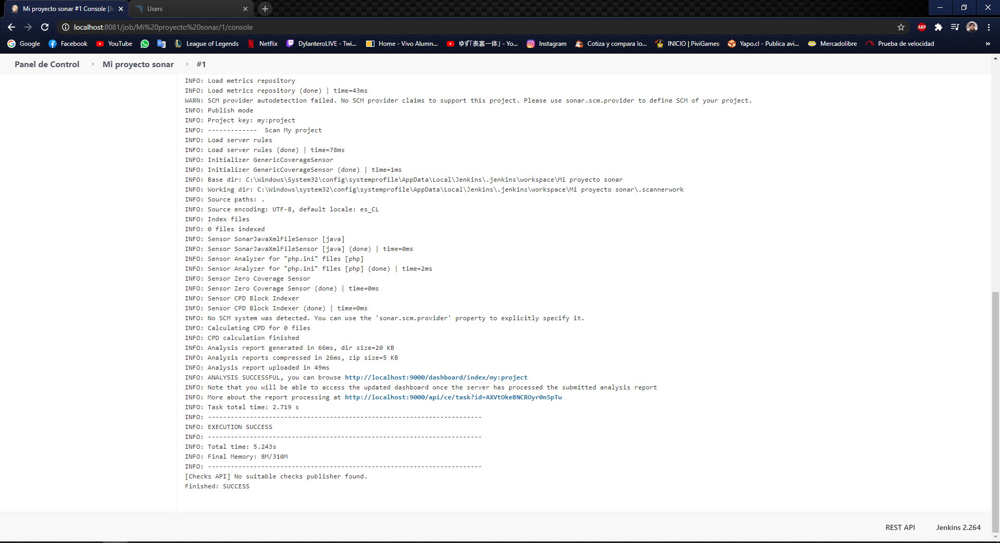 Mi proyecto sonar #1 Console [Je
Users
localhost:8081/job/Mi%20proyecto%20sonar/1/console
ABP
Google
Facebook
YouTube
League of Legends
Netflix
DylanteroLIVE - Twi...
Home - Vivo Alumn...
ゆず「表裏一体」 - Yo...
Instagram
Cotiza y compara lo...
INICIO | PiviGames
Yapo.cl - Publica avi...
Mercadolibre
Prueba de velocidad
»
Panel de Control
Mi proyecto sonar
#1
INFO: Load metrics repository
INFO: Load metrics repository (done) | time=43ms
WARN: SCM provider autodetection failed. No SCM provider claims to support this project. Please use sonar.scm.provider to define SCM of your project.
INFO: Publish mode
INFO: Project key: my:project
INFO: -------------  Scan My project
INFO: Load server rules
INFO: Load server rules (done) | time=78ms
INFO: Initializer GenericCoverageSensor
INFO: Initializer GenericCoverageSensor (done) | time=1ms
INFO: Base dir: C:\Windows\System32\config\systemprofile\AppData\Local\Jenkins\.jenkins\workspace\Mi proyecto sonar
INFO: Working dir: C:\Windows\system32\config\systemprofile\AppData\Local\Jenkins\.jenkins\workspace\Mi proyecto sonar\.scannerwork
INFO: Source paths: .
INFO: Source encoding: UTF-8, default locale: es_CL
INFO: Index files
INFO: 0 files indexed
INFO: Sensor SonarJavaXmlFileSensor [java]
INFO: Sensor SonarJavaXmlFileSensor [java] (done) | time=0ms
INFO: Sensor Analyzer for "php.ini" files [php]
INFO: Sensor Analyzer for "php.ini" files [php] (done) | time=2ms
INFO: Sensor Zero Coverage Sensor
INFO: Sensor Zero Coverage Sensor (done) | time=0ms
INFO: Sensor CPD Block Indexer
INFO: Sensor CPD Block Indexer (done) | time=0ms
INFO: No SCM system was detected. You can use the 'sonar.scm.provider' property to explicitly specify it.
INFO: Calculating CPD for 0 files
INFO: CPD calculation finished
INFO: Analysis report generated in 66ms, dir size=20 KB
INFO: Analysis reports compressed in 26ms, zip size=5 KB
INFO: Analysis report uploaded in 49ms
INFO: ANALYSIS SUCCESSFUL, you can browse http://localhost:9000/dashboard/index/my:project
INFO: Note that you will be able to access the updated dashboard once the server has processed the submitted analysis report
INFO: More about the report processing at http://localhost:9000/api/ce/task?id=AXVtOkeBNCROyr0n5pTw
INFO: Task total time: 2.719 s
INFO: ------------------------------------------------------------------------
INFO: EXECUTION SUCCESS
INFO: ------------------------------------------------------------------------
INFO: Total time: 5.243s
INFO: Final Memory: 8M/310M
INFO: ------------------------------------------------------------------------
[Checks API] No suitable checks publisher found.
Finished: SUCCESS
REST API
Jenkins 2.264